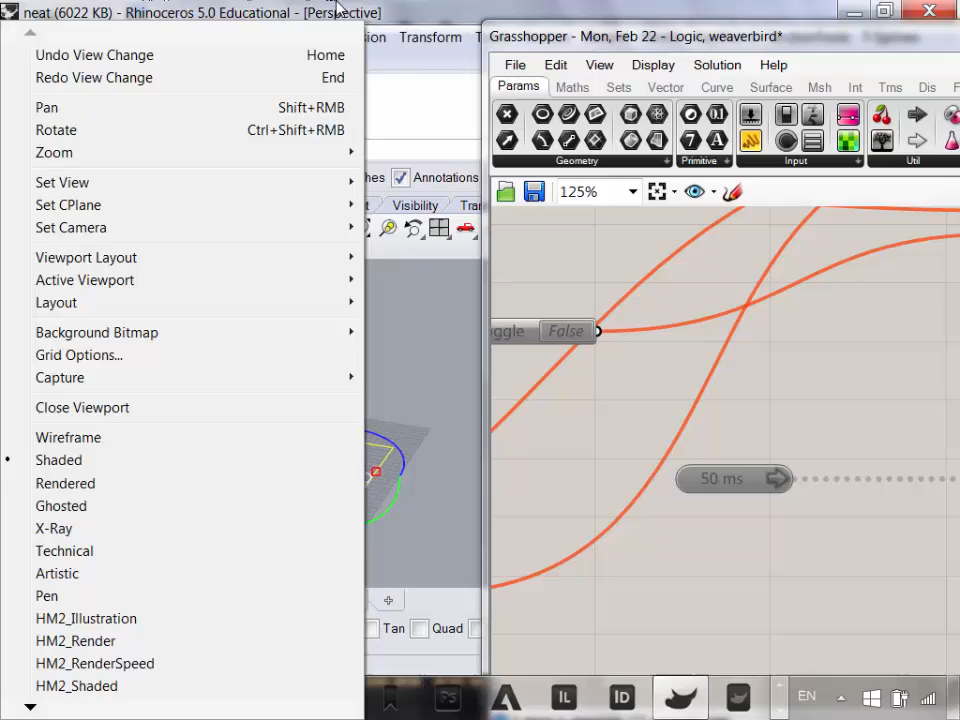 neat (6022 KB) - Rhinoceros 5.0 Educational - [Perspective]
Undo View Change Home
Redo View Change End
Pan Shift+RMB
Rotate Ctrl+Shift+RMB
Zoom
Set View
Set CPlane
Set Camera
Viewport Layout
Active Viewport
Layout
Background Bitmap
Grid Options...
Capture
Close Viewport
Wireframe
Shaded
Rendered
Ghosted
X-Ray
Technical
Artistic
Pen
HM2_Illustration
HM2_Render
HM2_RenderSpeed
HM2_Shaded
Transform
Annotations
Visibility
Tan Quad
Grasshopper - Mon, Feb 22 - Logic, weaverbird*
File Edit View Display Solution Help
Params Maths Sets Vector Curve Surface Msh Int Trns Dis
Geometry + Primitive + Input + Util
125%
False
50 ms
Ps IL ID EN